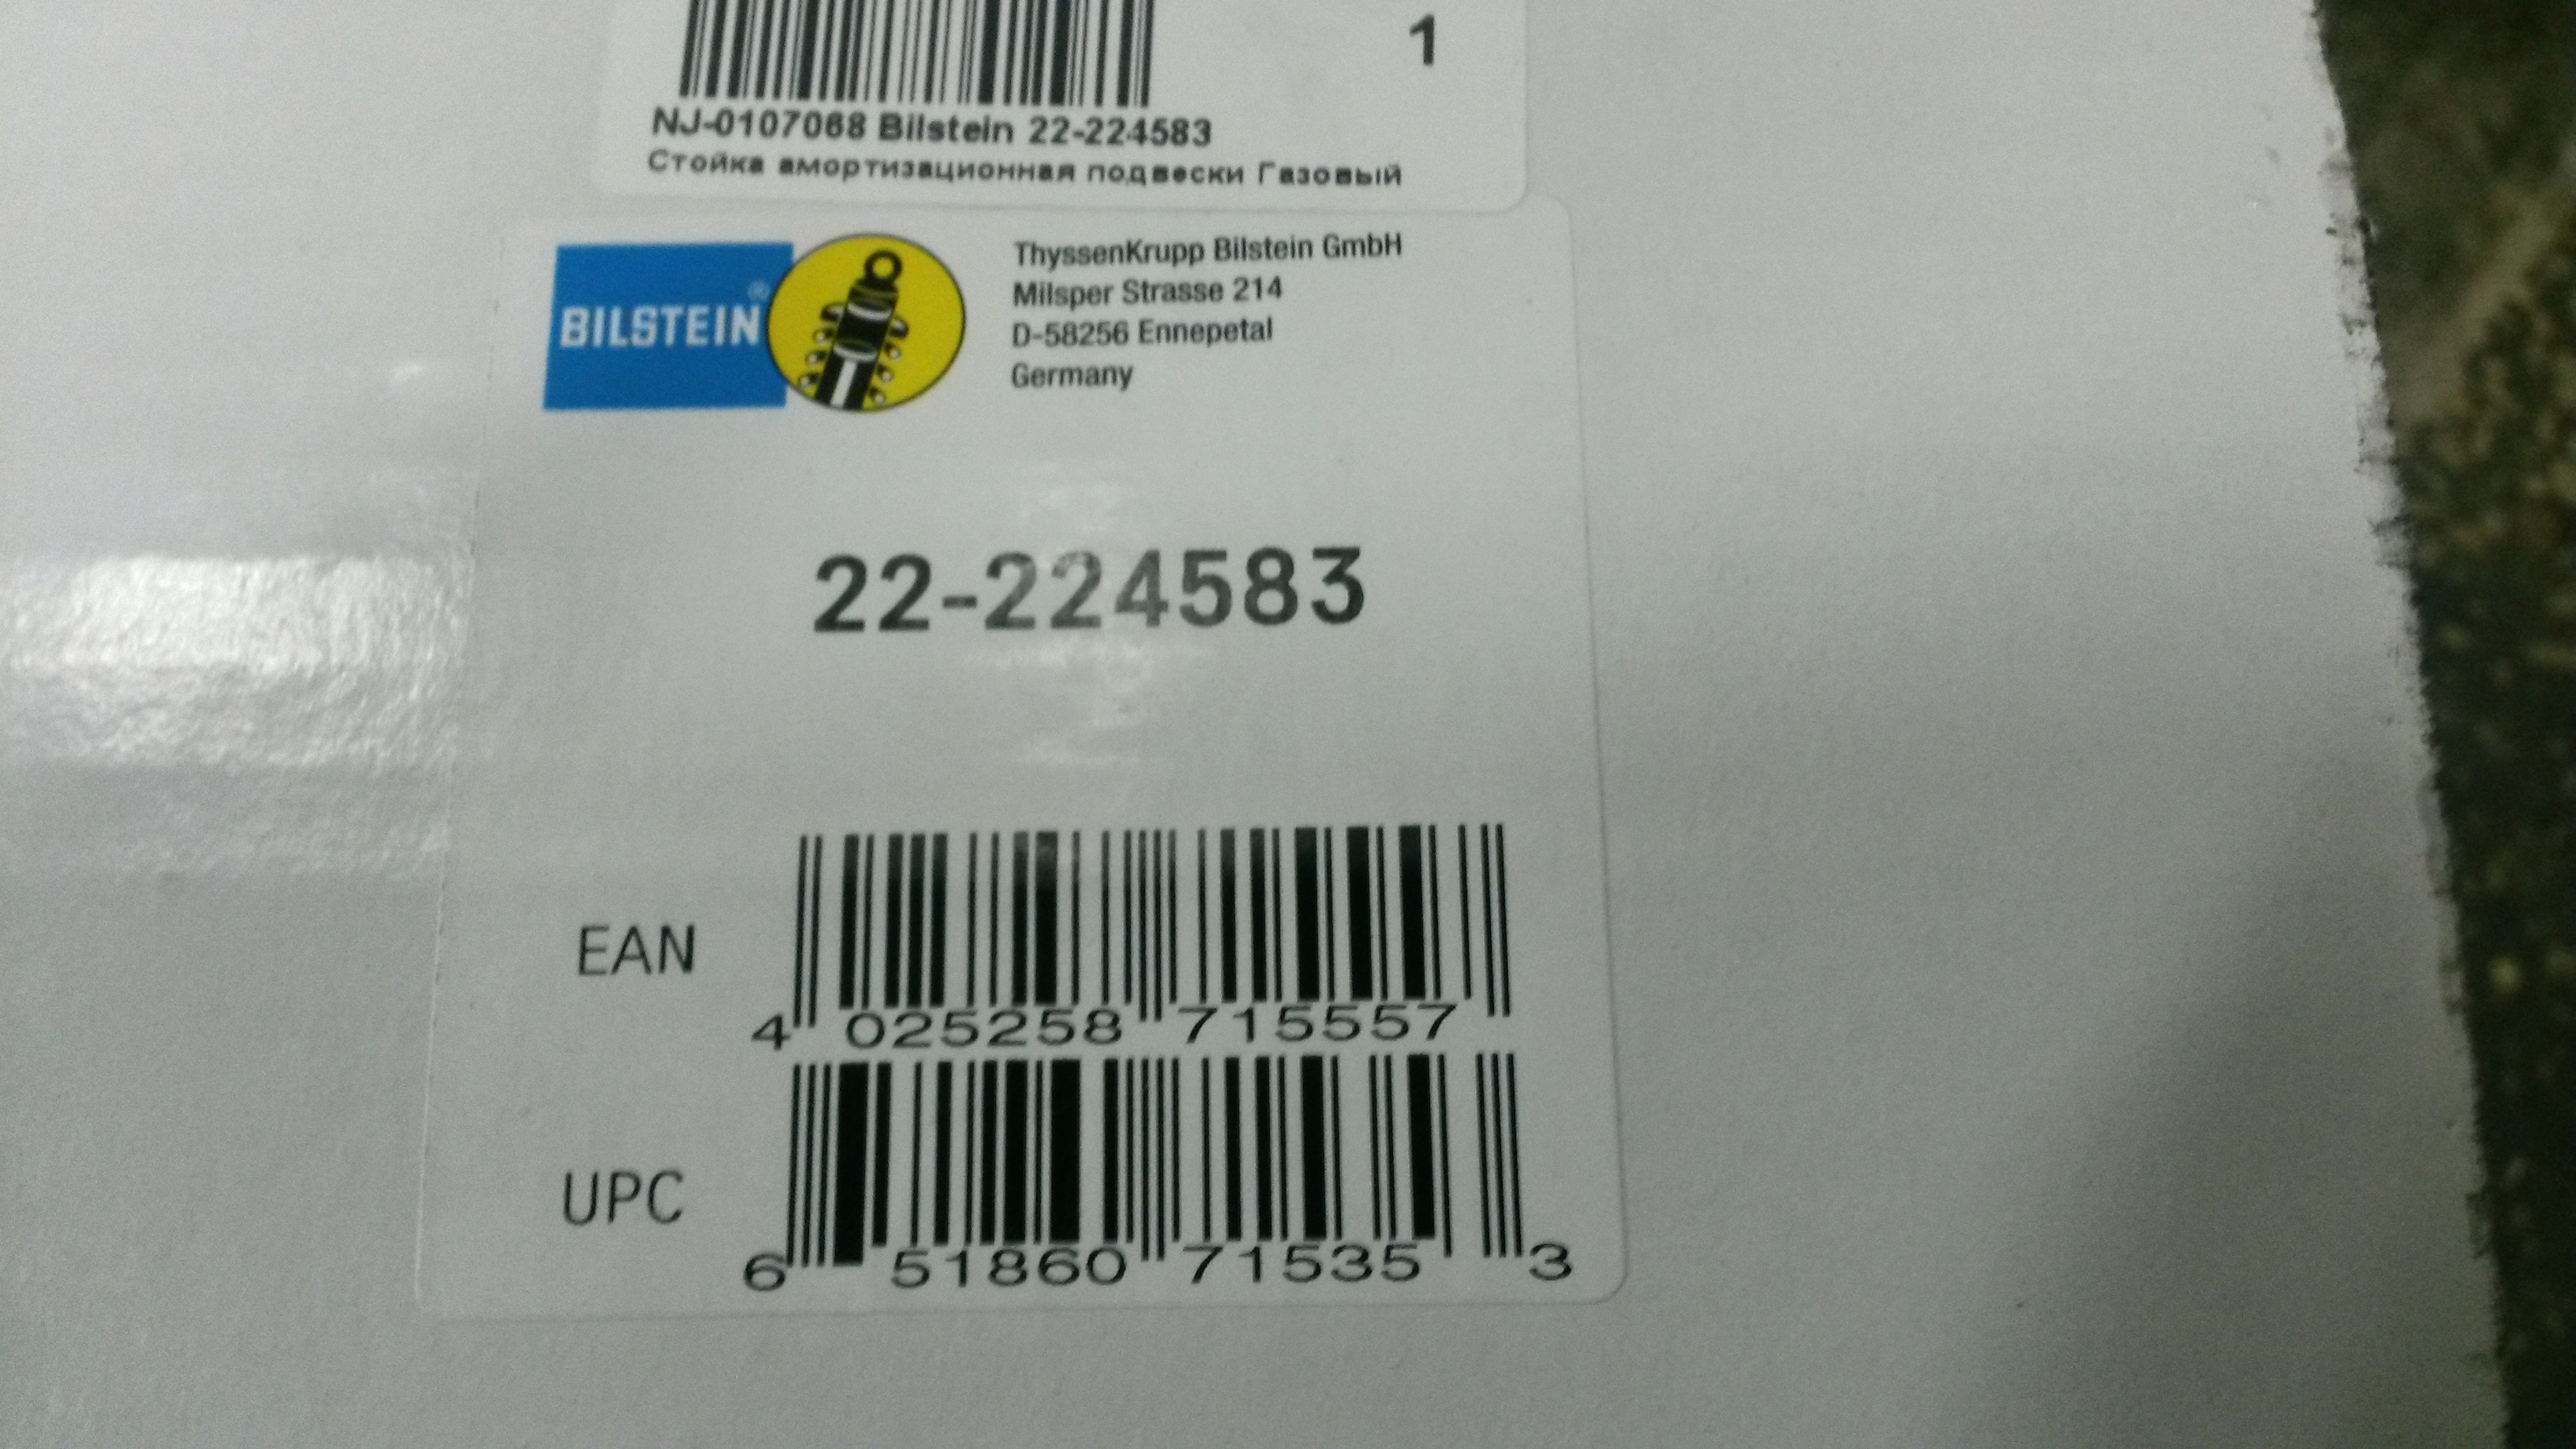 1
NJ-0107068 Bilstein 22-224583
Стойка амортизационная подвески Газовый
BILSTEIN®
ThyssenKrupp Bilstein GmbH
Milsper Strasse 214
D-58256 Ennepetal
Germany
22-224583
EAN
4 025258 715557
UPC
6 51860 71535 3